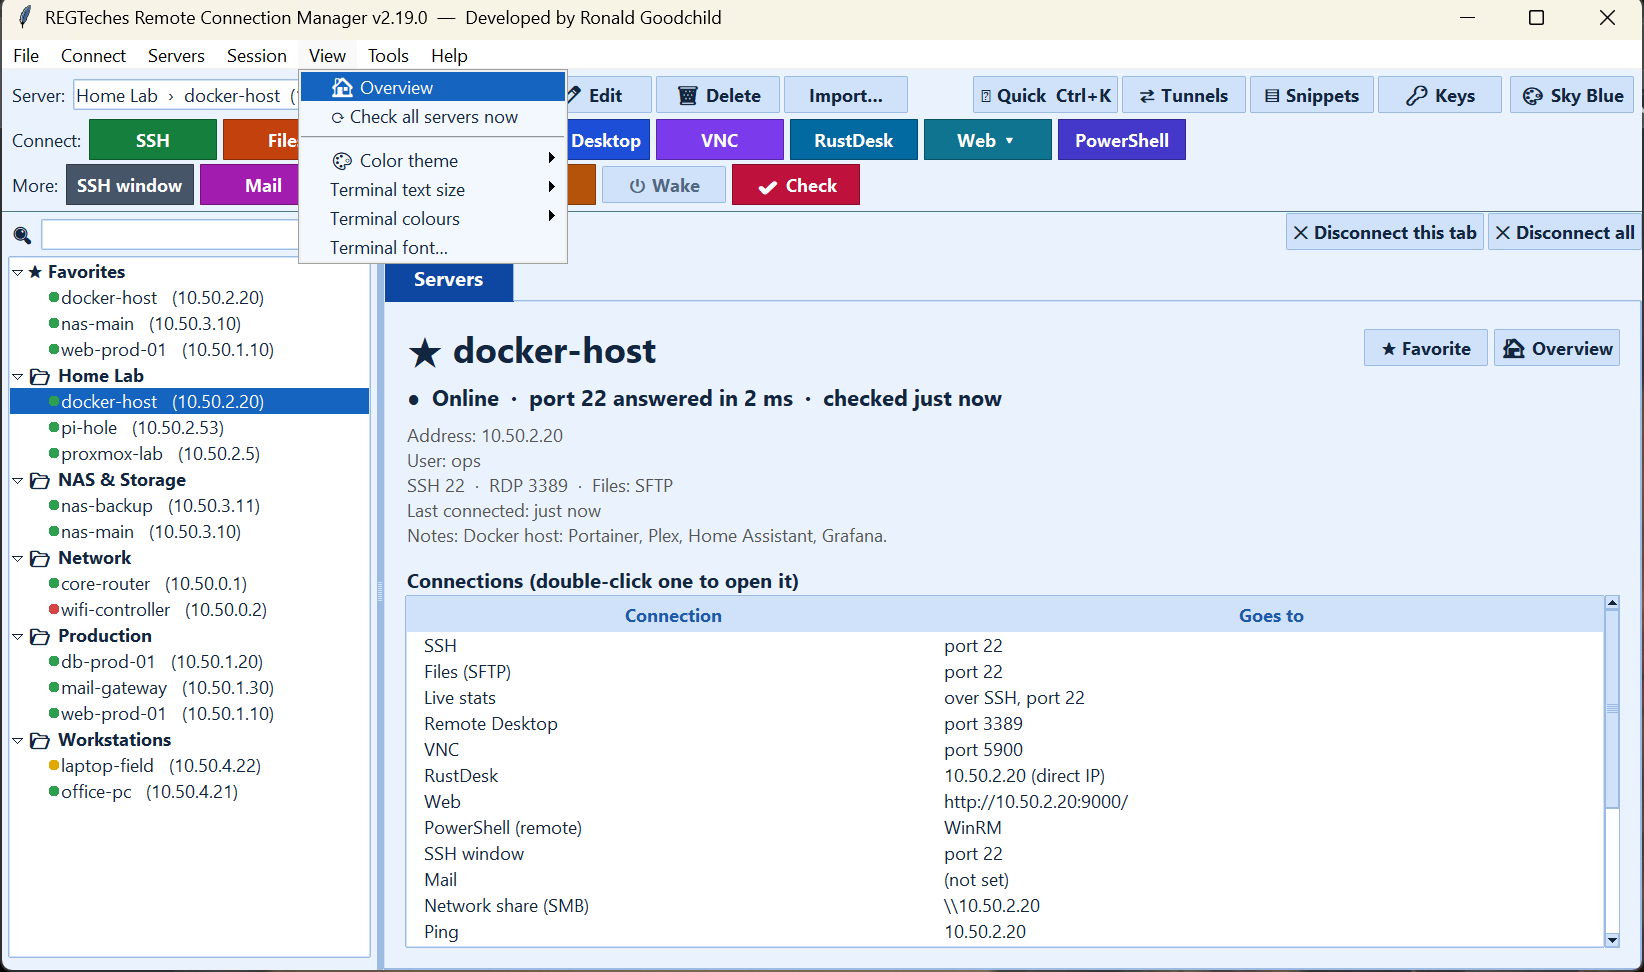 REGTeches Remote Connection Manager v2.19.0 — Developed by Ronald Goodchild
File Connect Servers Session View Tools Help
Server: Home Lab › docker-host Edit Delete Import... Quick Ctrl+K Tunnels Snippets Keys Sky Blue
Connect: SSH Desktop VNC RustDesk Web PowerShell
More: SSH window Mail Wake Check
Overview
Check all servers now
Color theme
Terminal text size
Terminal colours
Terminal font...
Disconnect this tab Disconnect all
★ Favorites
docker-host (10.50.2.20)
nas-main (10.50.3.10)
web-prod-01 (10.50.1.10)
Home Lab
docker-host (10.50.2.20)
pi-hole (10.50.2.53)
proxmox-lab (10.50.2.5)
NAS & Storage
nas-backup (10.50.3.11)
nas-main (10.50.3.10)
Network
core-router (10.50.0.1)
wifi-controller (10.50.0.2)
Production
db-prod-01 (10.50.1.20)
mail-gateway (10.50.1.30)
web-prod-01 (10.50.1.10)
Workstations
laptop-field (10.50.4.22)
office-pc (10.50.4.21)
Servers
★ docker-host
★ Favorite Overview
● Online · port 22 answered in 2 ms · checked just now
Address: 10.50.2.20
User: ops
SSH 22 · RDP 3389 · Files: SFTP
Last connected: just now
Notes: Docker host: Portainer, Plex, Home Assistant, Grafana.
Connections (double-click one to open it)
Connection Goes to
SSH port 22
Files (SFTP) port 22
Live stats over SSH, port 22
Remote Desktop port 3389
VNC port 5900
RustDesk 10.50.2.20 (direct IP)
Web http://10.50.2.20:9000/
PowerShell (remote) WinRM
SSH window port 22
Mail (not set)
Network share (SMB) \\10.50.2.20
Ping 10.50.2.20